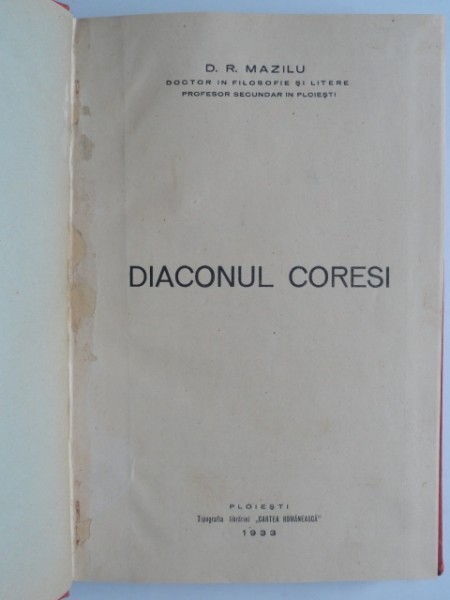 D. R. MAZILU
DOCTOR IN FILOSOFIE ȘI LITERE
PROFESOR SECUNDAR IN PLOIEȘTI
DIACONUL CORESI
PLOIEȘTI
Tipografia librăriei „CARTEA ROMÂNEASCĂ"
1933